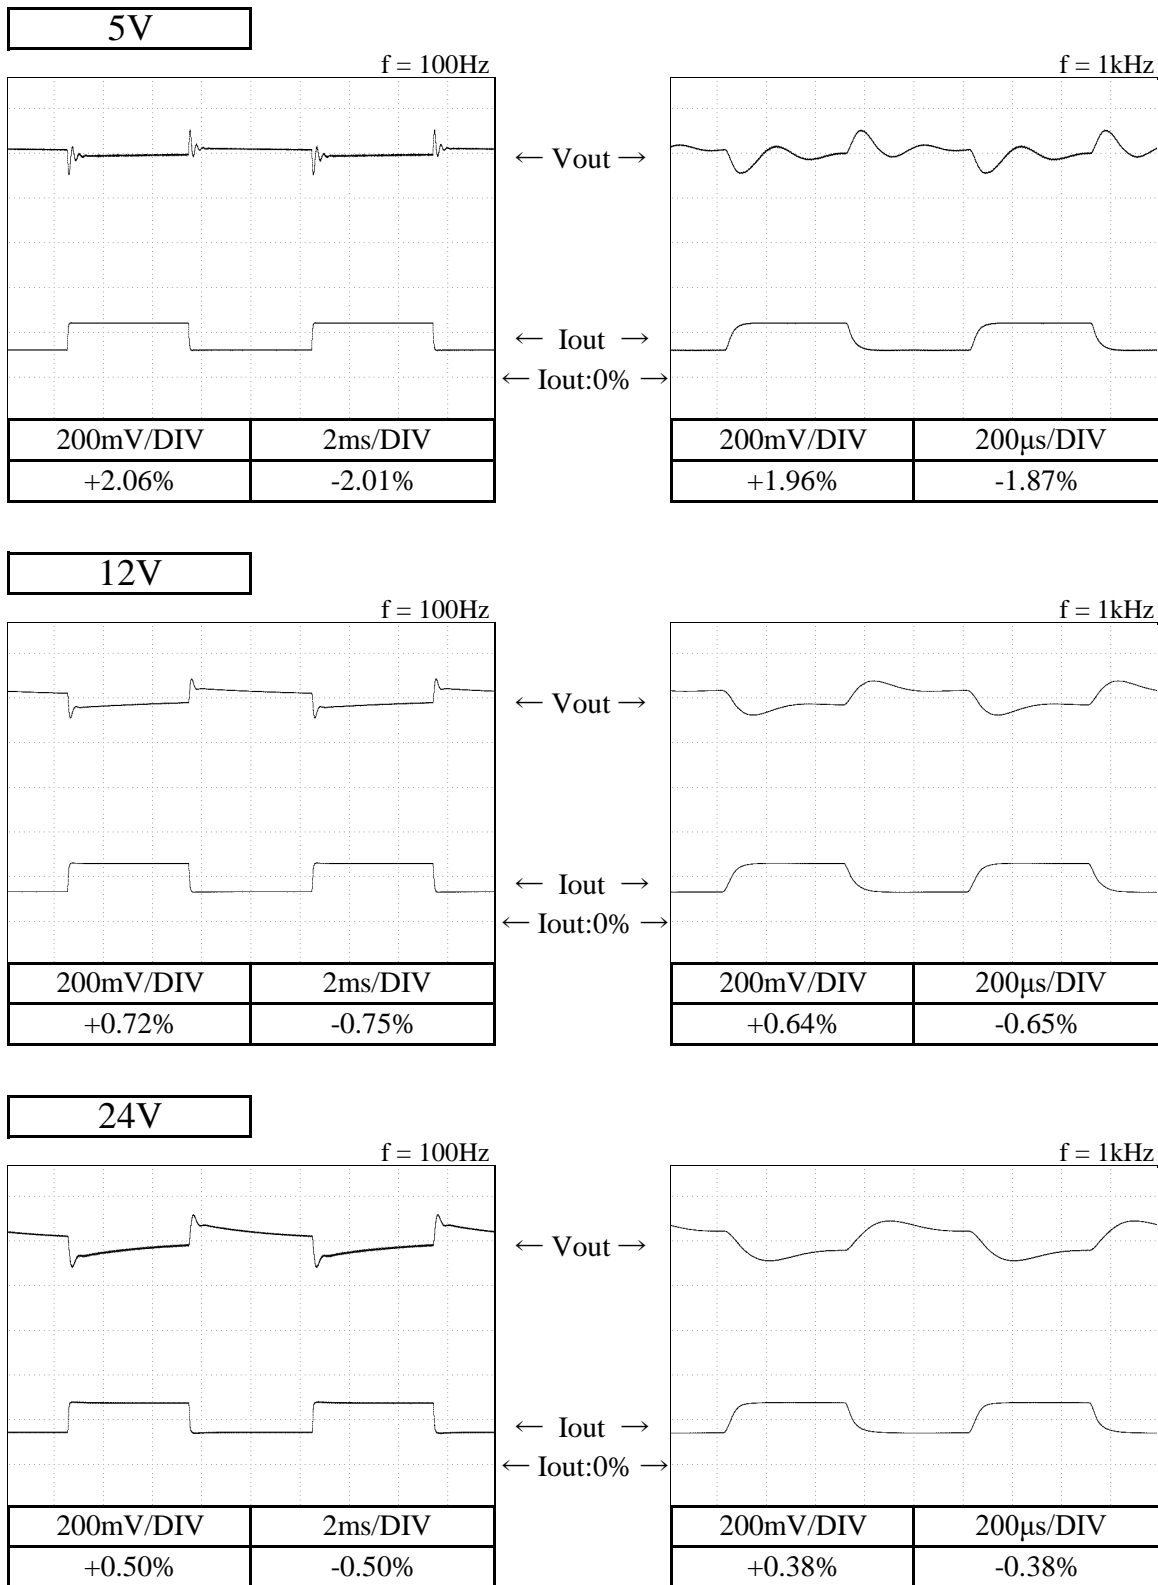 5V
f = 100Hz f = 1kHz
← Vout →
← Iout →
← Iout:0% →
200mV/DIV 2ms/DIV 200μs/DIV 200mV/DIV
+2.06% -2.01% +1.96% -1.87%
12V
f = 100Hz f = 1kHz
← Vout →
← Iout →
← Iout:0% →
200mV/DIV 2ms/DIV 200mV/DIV 200μs/DIV
+0.72% -0.75% +0.64% -0.65%
24V
f = 100Hz f = 1kHz
← Vout →
← Iout →
← Iout:0% →
200mV/DIV 2ms/DIV 200mV/DIV 200μs/DIV
+0.50% -0.50% +0.38% -0.38%